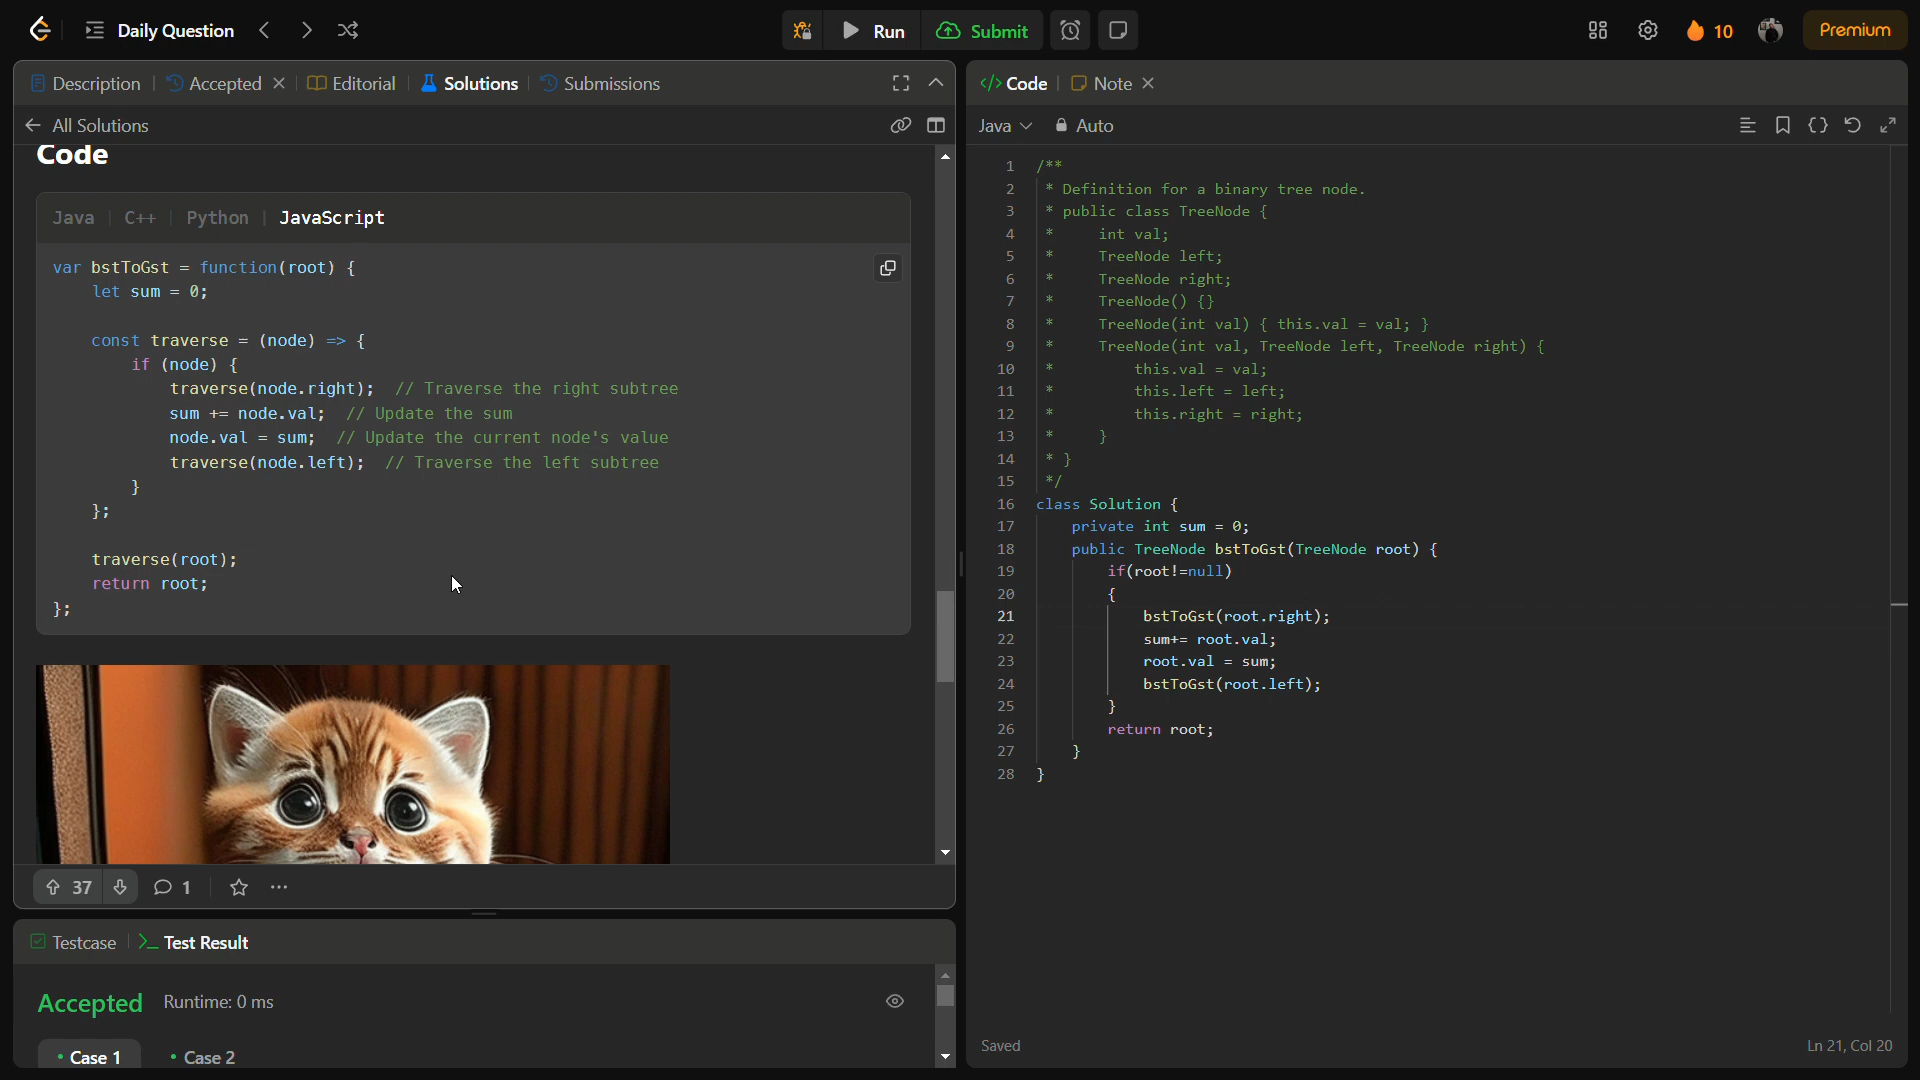 Daily Question
Run
Submit
10
Premium
Description
Accepted
Editorial
Solutions
Submissions
All Solutions
Code
Java
C++
Python
JavaScript
var bstToGst = function(root) {
    let sum = 0;
    const traverse = (node) => {
        if (node) {
            traverse(node.right);  // Traverse the right subtree
            sum += node.val;  // Update the sum
            node.val = sum;  // Update the current node's value
            traverse(node.left);  // Traverse the left subtree
        }
    };
    traverse(root);
    return root;
};
37
1
Testcase
Test Result
Accepted
Runtime: 0 ms
Case 1
Case 2
</> Code
Note
Java
Auto
1 /**
2  * Definition for a binary tree node.
3  * public class TreeNode {
4  *     int val;
5  *     TreeNode left;
6  *     TreeNode right;
7  *     TreeNode() {}
8  *     TreeNode(int val) { this.val = val; }
9  *     TreeNode(int val, TreeNode left, TreeNode right) {
10  *         this.val = val;
11  *         this.left = left;
12  *         this.right = right;
13  *     }
14  * }
15  */
16 class Solution {
17     private int sum = 0;
18     public TreeNode bstToGst(TreeNode root) {
19         if(root!=null)
20         {
21             bstToGst(root.right);
22             sum+= root.val;
23             root.val = sum;
24             bstToGst(root.left);
25         }
26         return root;
27     }
28 }
Saved
Ln 21, Col 20